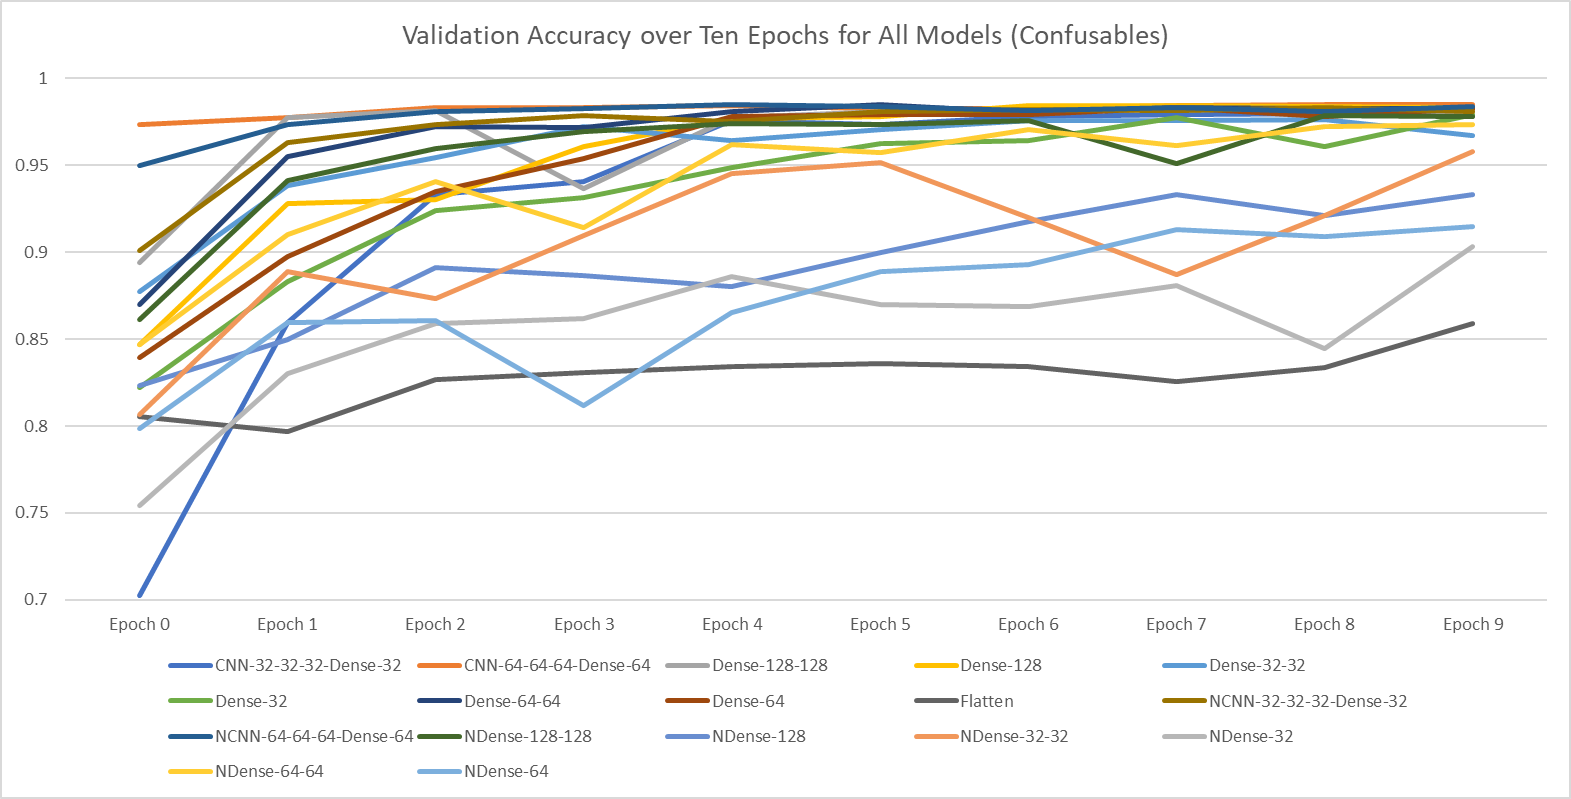 Validation Accuracy over Ten Epochs for All Models (Confusables)
1
0.95
0.9
0.85
0.8
0.75
0.7
Epoch 0 Epoch 1 Epoch 2 Epoch 3 Epoch 4 Epoch 5 Epoch 6 Epoch 7 Epoch 8 Epoch 9
CNN-32-32-32-Dense-32 CNN-64-64-64-Dense-64 Dense-128-128 Dense-128 Dense-32-32
Dense-32 Dense-64-64 Dense-64 Flatten NCNN-32-32-32-Dense-32
NCNN-64-64-64-Dense-64 NDense-128-128 NDense-128 NDense-32-32 NDense-32
NDense-64-64 NDense-64